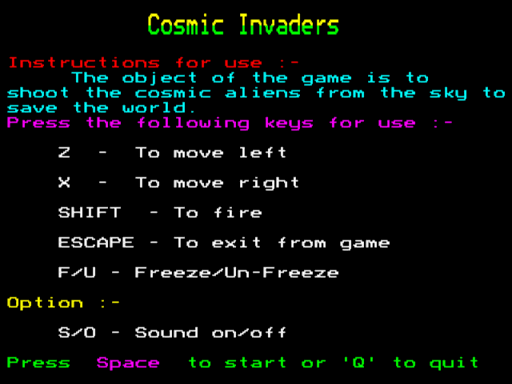 Cosmic Invaders
Instructions for use :-
The object of the game is to
shoot the cosmic aliens from the sky to
save the world.
Press the following keys for use :-
Z - To move left
X - To move right
SHIFT - To fire
ESCAPE - To exit from game
F/U - Freeze/Un-Freeze
Option :-
S/O - Sound on/off
Press Space to start or 'Q' to quit